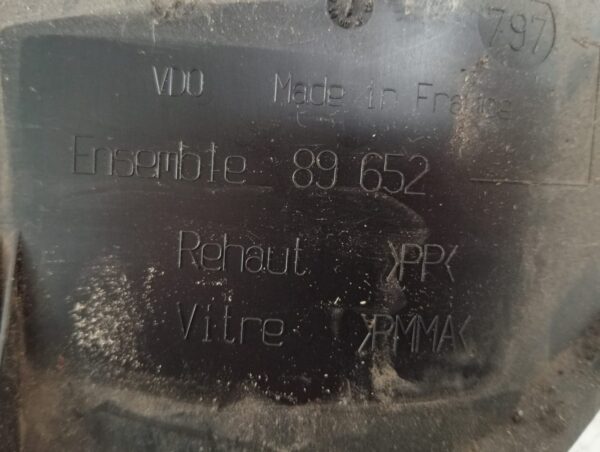 797
VDO Made in France
Ensemble 89 652
Rehaut >PP<
Vitre >PMMA<